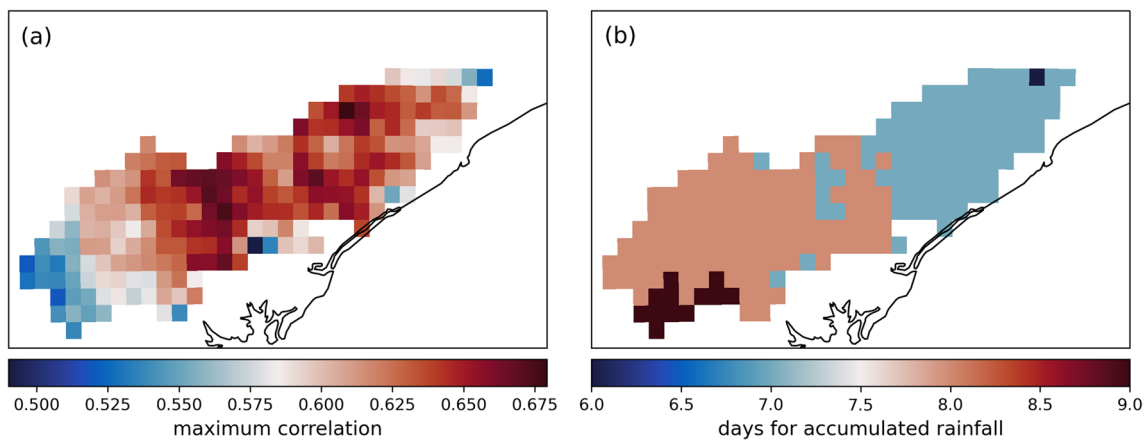 (a)
(b)
0.500 0.525 0.550 0.575 0.600 0.625 0.650 0.675
6.0 6.5 7.0 7.5 8.0 8.5 9.0
maximum correlation
days for accumulated rainfall